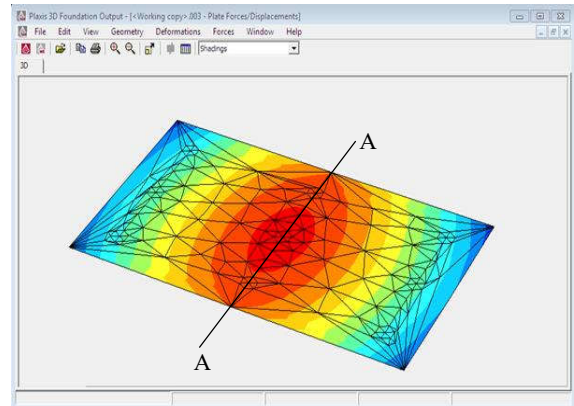 Plaxis 3D Foundation Output - [<Working copy>.003 - Plate Forces/Displacements]
File Edit View Geometry Deformations Forces Window Help
Shadings
3D
A
A